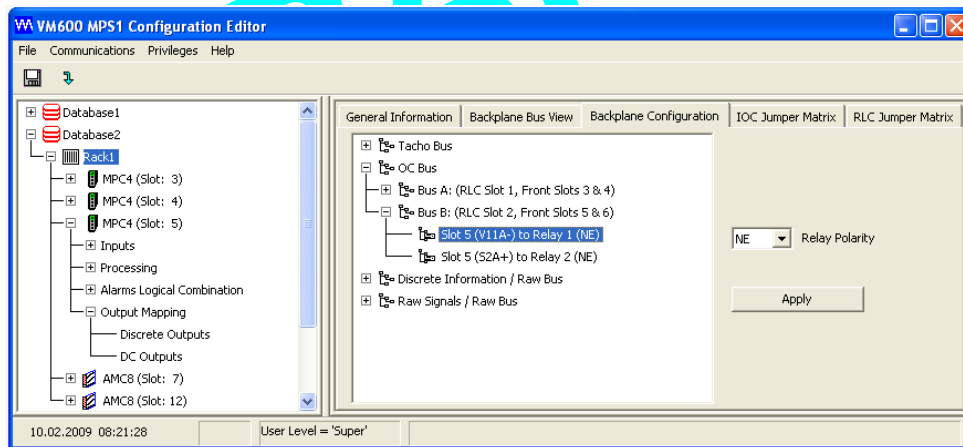 VM600 MPS1 Configuration Editor
File Communications Privileges Help
Database1
Database2
Rack1
MPC4 (Slot: 3)
MPC4 (Slot: 4)
MPC4 (Slot: 5)
Inputs
Processing
Alarms Logical Combination
Output Mapping
Discrete Outputs
DC Outputs
AMC8 (Slot: 7)
AMC8 (Slot: 12)
General Information Backplane Bus View Backplane Configuration IOC Jumper Matrix RLC Jumper Matrix
Tacho Bus
OC Bus
Bus A: (RLC Slot 1, Front Slots 3 & 4)
Bus B: (RLC Slot 2, Front Slots 5 & 6)
Slot 5 (V11A-) to Relay 1 (NE)
Slot 5 (S2A+) to Relay 2 (NE)
Discrete Information / Raw Bus
Raw Signals / Raw Bus
NE Relay Polarity
Apply
10.02.2009 08:21:28 User Level = 'Super'